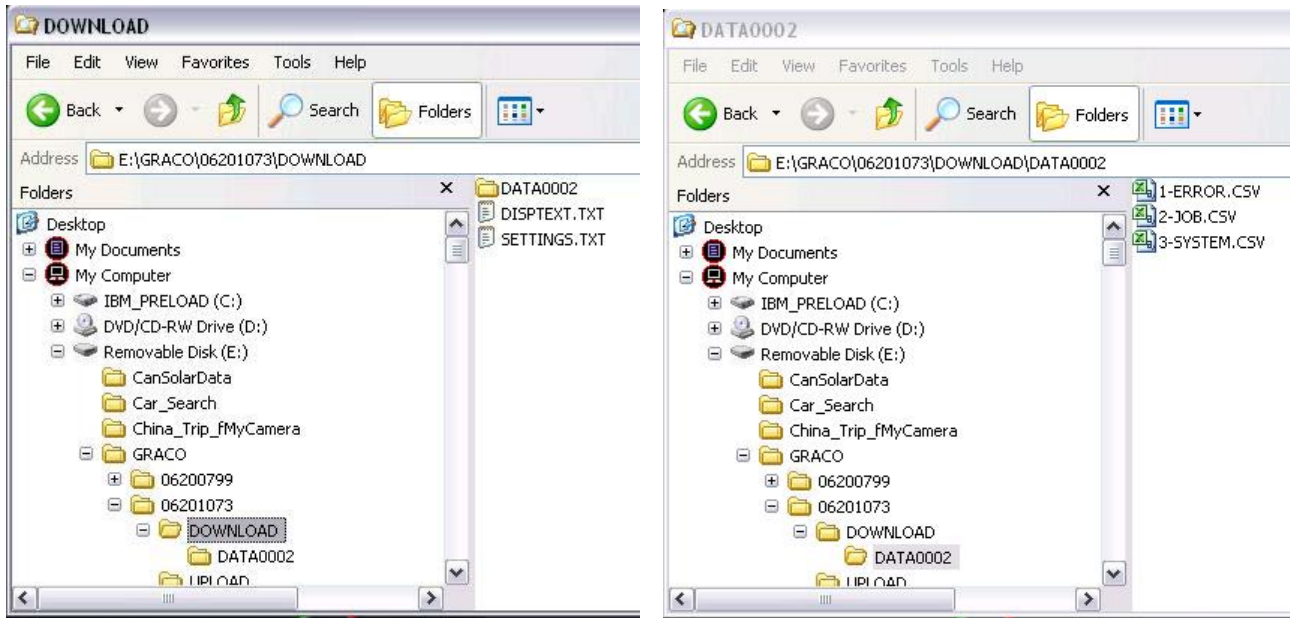 DOWNLOAD
File Edit View Favorites Tools Help
Back Search Folders
Address E:\GRACO\06201073\DOWNLOAD
Folders
Desktop
My Documents
My Computer
IBM_PRELOAD (C:)
DVD/CD-RW Drive (D:)
Removable Disk (E:)
CanSolarData
Car_Search
China_Trip_fMyCamera
GRACO
06200799
06201073
DOWNLOAD
DATA0002
UPLOAD
DATA0002
DISPTEXT.TXT
SETTINGS.TXT
DATA0002
File Edit View Favorites Tools Help
Back Search Folders
Address E:\GRACO\06201073\DOWNLOAD\DATA0002
Folders
Desktop
My Documents
My Computer
IBM_PRELOAD (C:)
DVD/CD-RW Drive (D:)
Removable Disk (E:)
CanSolarData
Car_Search
China_Trip_fMyCamera
GRACO
06200799
06201073
DOWNLOAD
DATA0002
UPLOAD
1-ERROR.CSV
2-JOB.CSV
3-SYSTEM.CSV